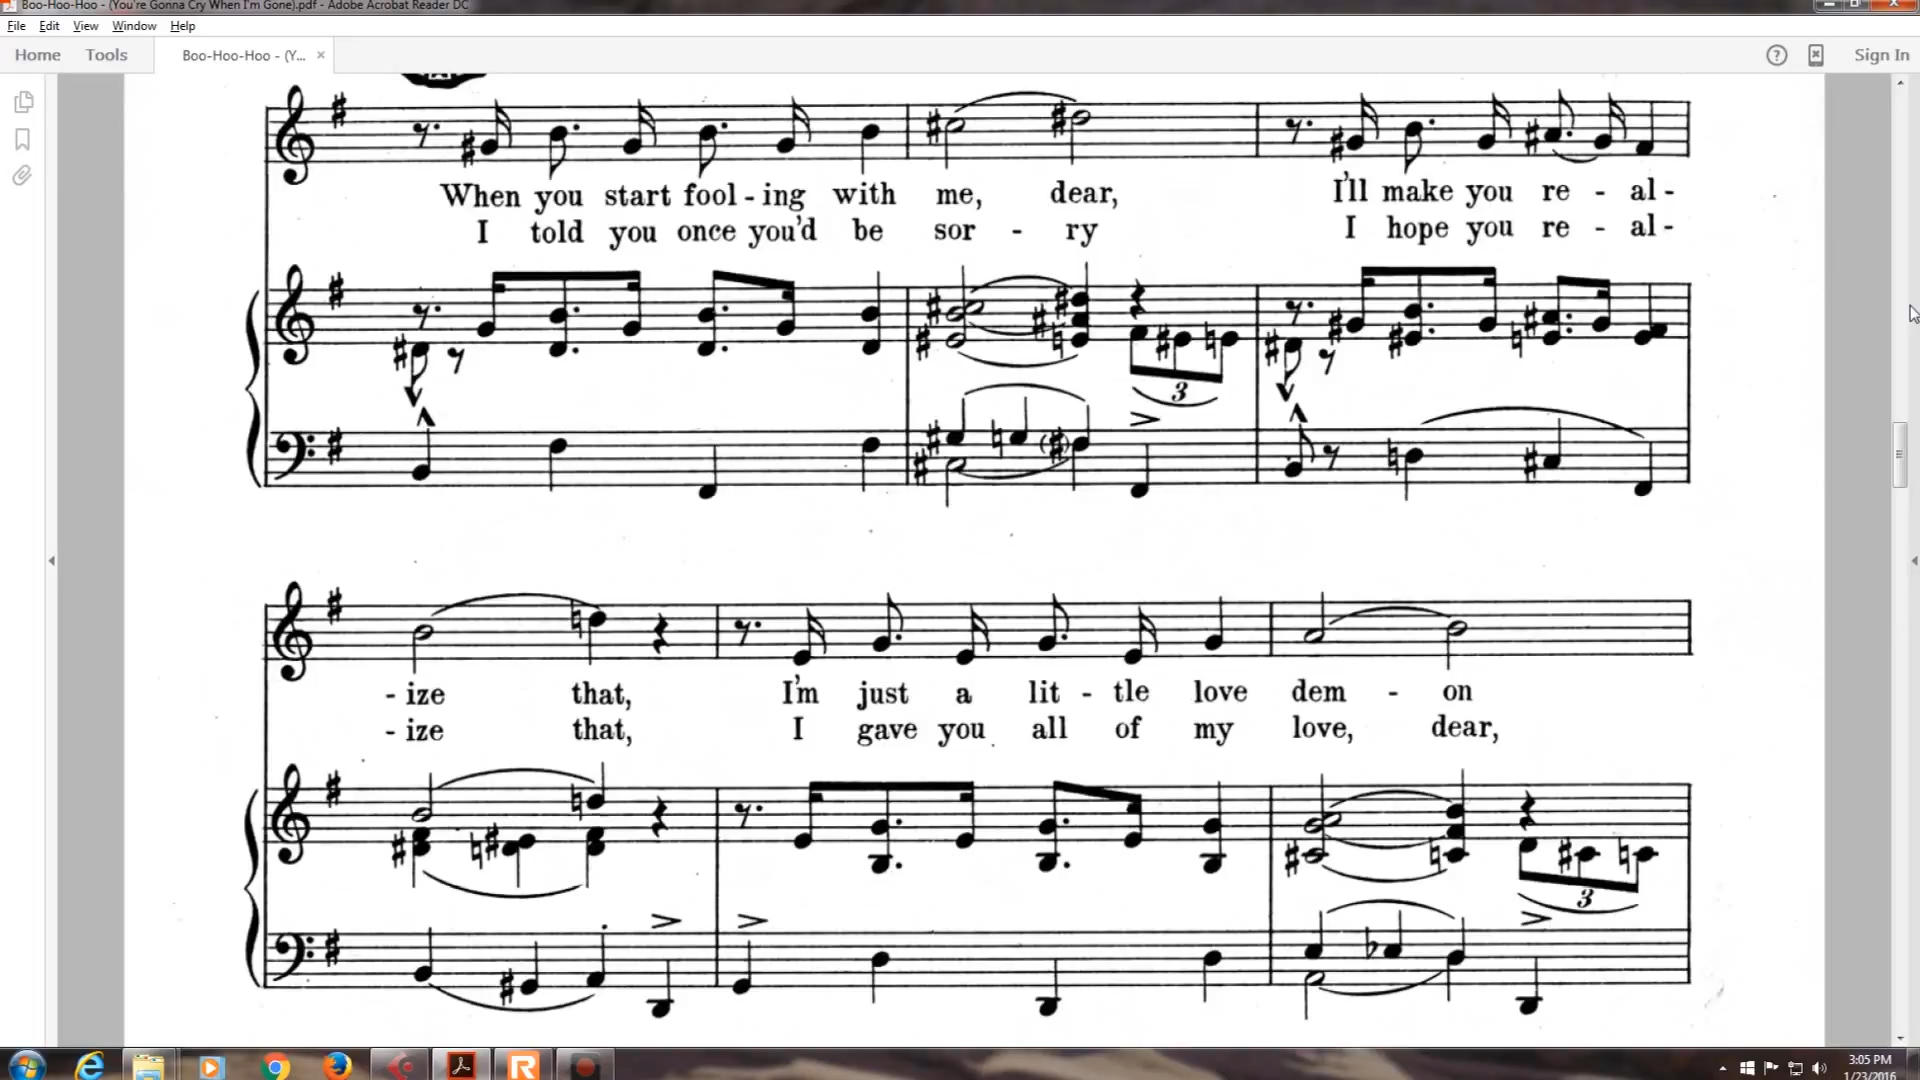 Boo-Hoo-Hoo - (You're Gonna Cry When I'm Gone).pdf - Adobe Acrobat Reader DC
File Edit View Window Help
Home Tools Boo-Hoo-Hoo - (Y... × Sign In
When you start fool - ing with me, dear, I'll make you re - al -
I told you once you'd be sor - ry I hope you re - al -
3
- ize that, I'm just a lit - tle love dem - on
- ize that, I gave you all of my love, dear,
3
3:05 PM
1/23/2016